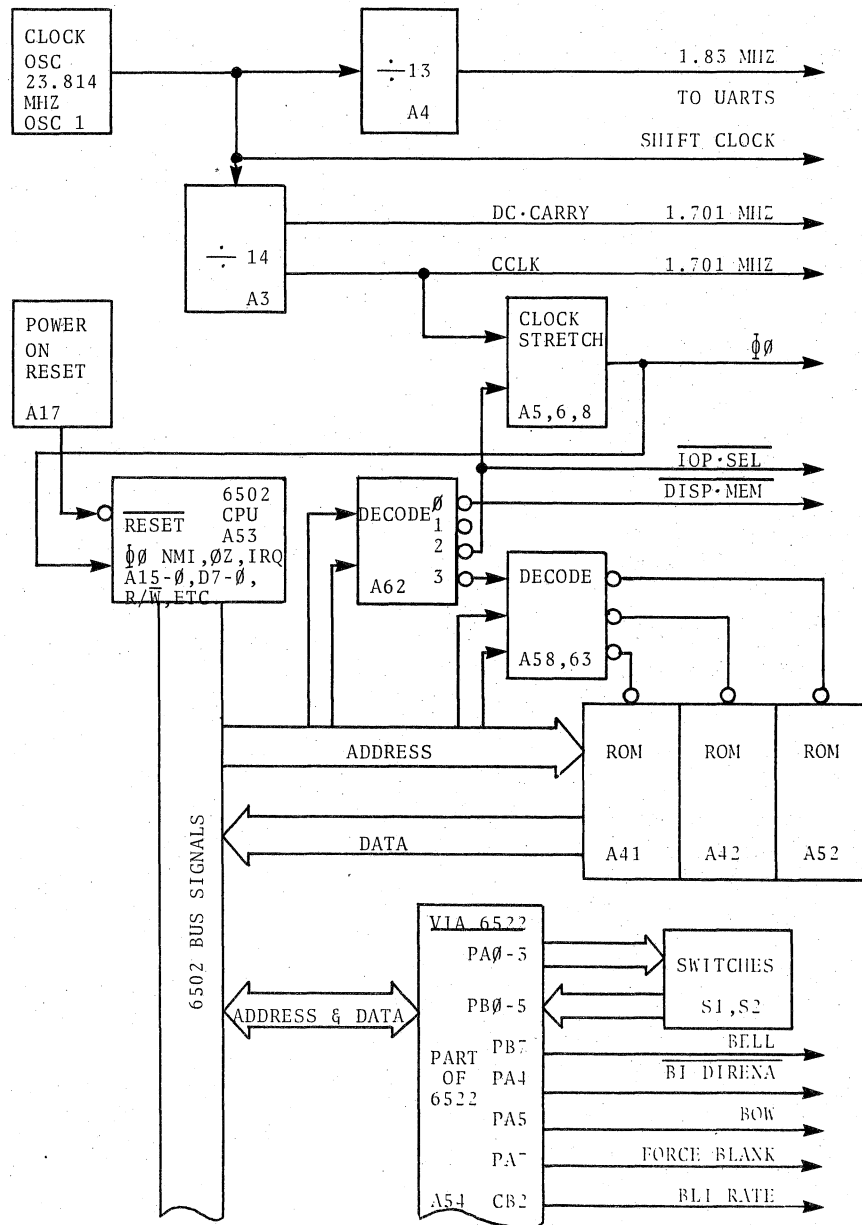 CLOCK
OSC
23.814
MHZ
OSC 1
÷13
A4
1.83 MHZ
TO UARTS
SHIFT CLOCK
÷ 14
A3
DC·CARRY 1.701 MHZ
CCLK 1.701 MHZ
POWER
ON
RESET
A17
CLOCK
STRETCH
A5,6,8
ϕØ
IOP·SEL
DISP·MEM
6502
CPU
A53
RESET
ϕØ NMI,ØZ,IRQ
A15-Ø,D7-Ø,
R/W,ETC
DECODE Ø
1
2
3
A62
DECODE
A58,63
ADDRESS
DATA
ROM
A41
ROM
A42
ROM
A52
6502 BUS SIGNALS
ADDRESS & DATA
VIA 6522
PAØ-3
PBØ-5
PB7
PA4
PA5
PA7
CB2
PART
OF
6522
A54
SWITCHES
S1,S2
BELL
BI DIRENA
BOW
FORCE BLANK
BLI RATE